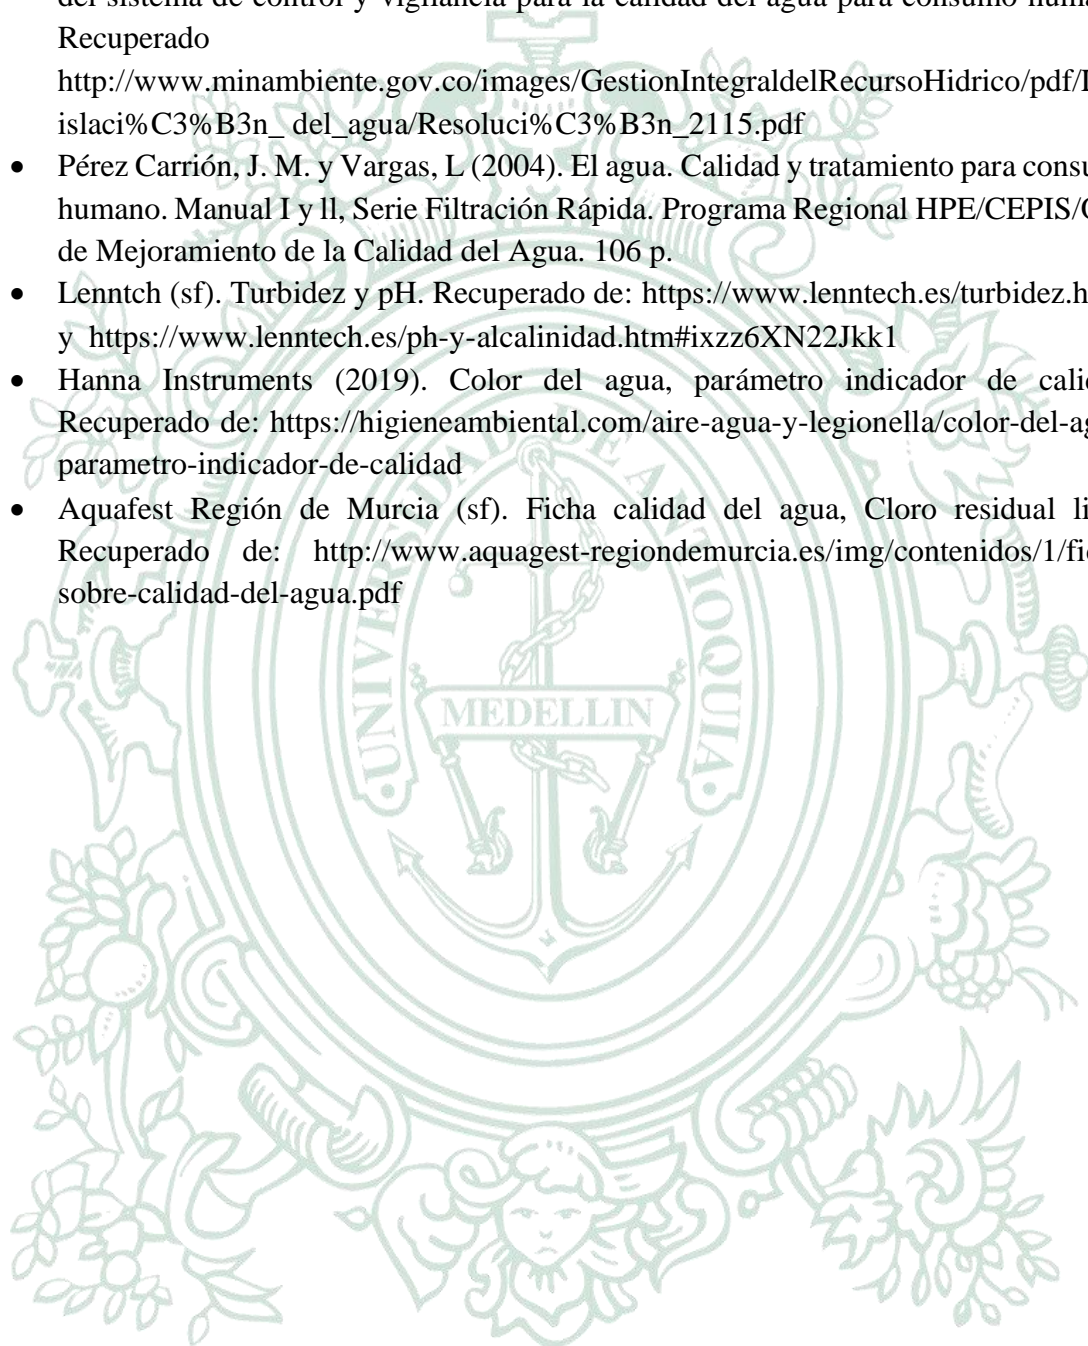 del sistema de control y vigilancia para la calidad del agua para consumo
Recuperado
http://www.minambiente.gov.co/images/GestionIntegraldelRecursoHidrico/pdf/
islaci%C3%B3n_ del_agua/Resoluci%C3%B3n_2115.pdf
• Pérez Carrión, J. M. y Vargas, L (2004). El agua. Calidad y tratamiento para
humano. Manual I y ll, Serie Filtración Rápida. Programa Regional HPE/CEPIS/
de Mejoramiento de la Calidad del Agua. 106 p.
• Lenntch (sf). Turbidez y pH. Recuperado de: https://www.lenntech.es/turbidez.h
y https://www.lenntech.es/ph-y-alcalinidad.htm#ixzz6XN22Jkk1
• Hanna Instruments (2019). Color del agua, parámetro indicador de cali
Recuperado de: https://higieneambiental.com/aire-agua-y-legionella/color-del-a
parametro-indicador-de-calidad
• Aquafest Región de Murcia (sf). Ficha calidad del agua, Cloro residual li
Recuperado de: http://www.aquagest-regiondemurcia.es/img/contenidos/1/fi
sobre-calidad-del-agua.pdf
UNIVERSIDAD DE ANTIOQUIA
MEDELLIN